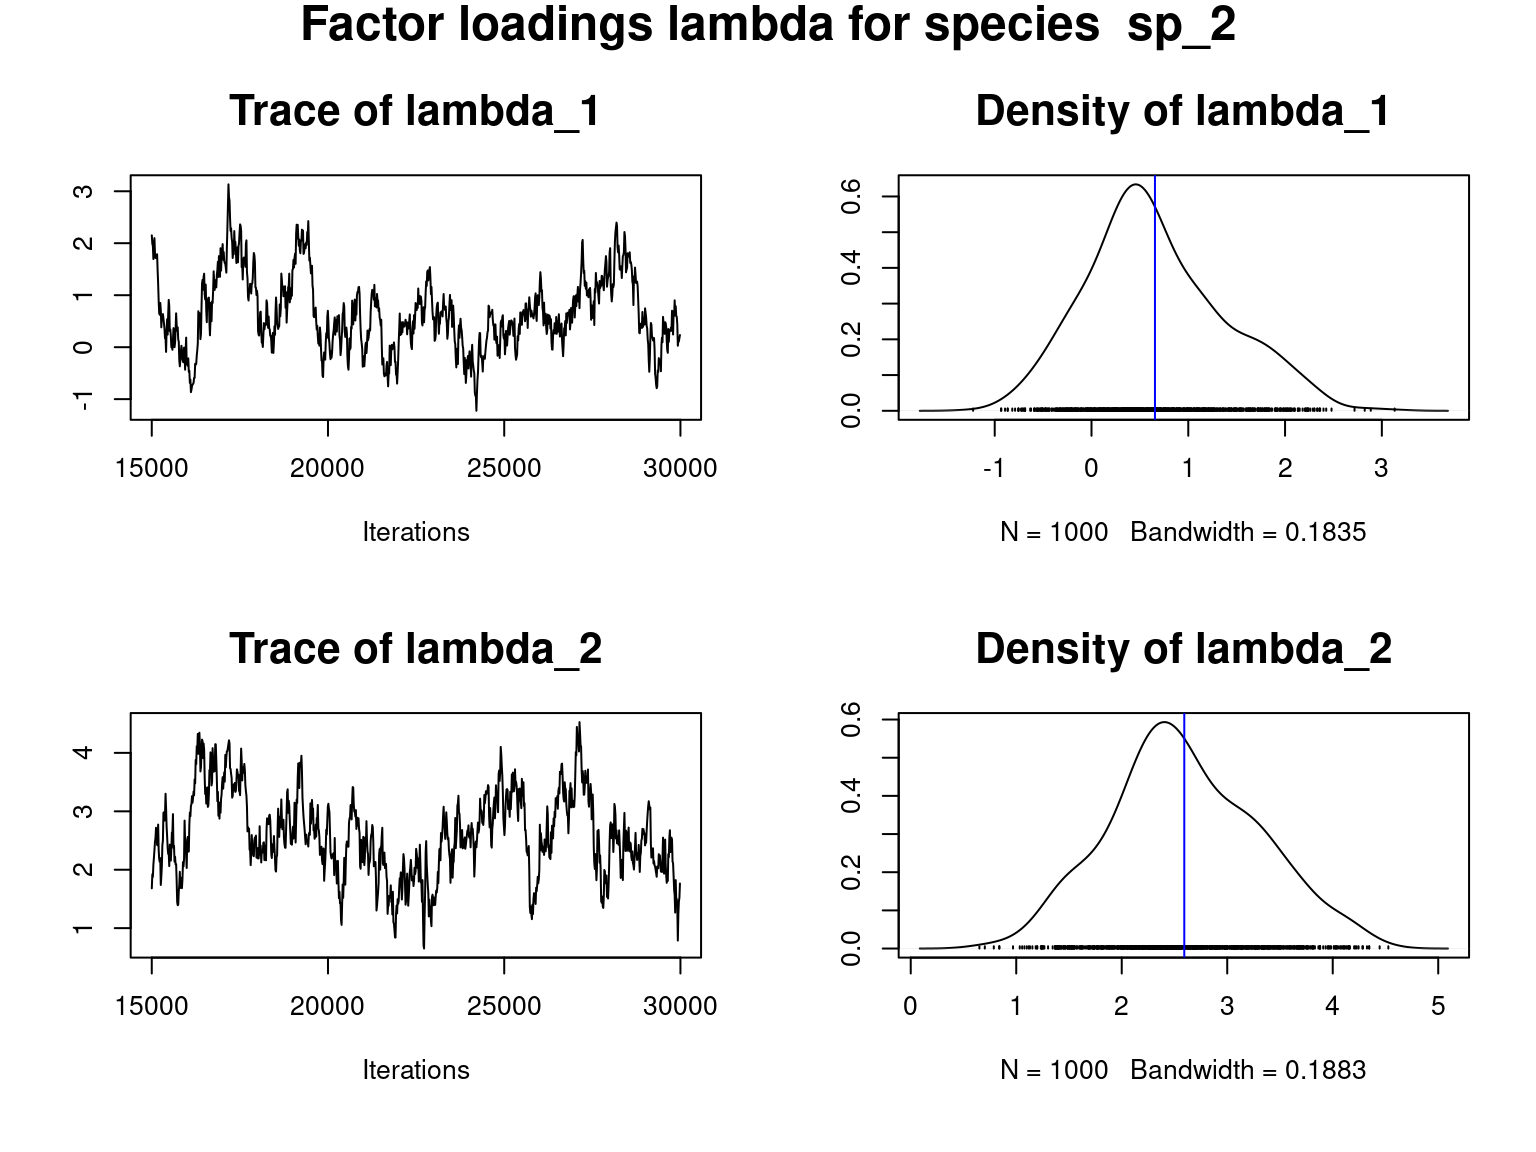 Factor loadings lambda for species  sp_2
Trace of lambda_1
3
2
1
0
-1
15000 20000 25000 30000
Iterations
Density of lambda_1
0.6
0.4
0.2
0.0
-1 0 1 2 3
N = 1000   Bandwidth = 0.1835
Trace of lambda_2
4
3
2
1
15000 20000 25000 30000
Iterations
Density of lambda_2
0.6
0.4
0.2
0.0
0 1 2 3 4 5
N = 1000   Bandwidth = 0.1883